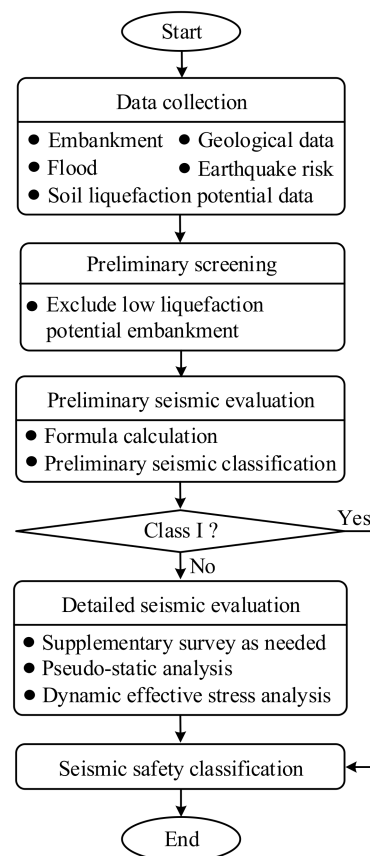 Start
Data collection
● Embankment ● Geological data
● Flood ● Earthquake risk
● Soil liquefaction potential data
Preliminary screening
● Exclude low liquefaction
potential embankment
Preliminary seismic evaluation
● Formula calculation
● Preliminary seismic classification
Class I ?
Yes
No
Detailed seismic evaluation
● Supplementary survey as needed
● Pseudo-static analysis
● Dynamic effective stress analysis
Seismic safety classification
End